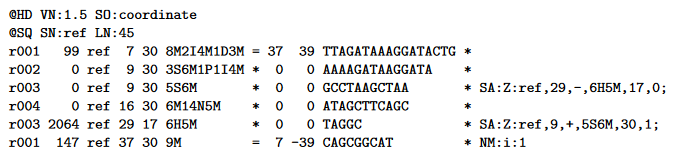 @HD VN:1.5 SO:coordinate
@SQ SN:ref LN:45
r001 99 ref 7 30 8M2I4M1D3M = 37 39 TTAGATAAAGGATACTG *
r002 0 ref 9 30 3S6M1P1I4M * 0 0 AAAAGATAAGGATA *
r003 0 ref 9 30 5S6M * 0 0 GCCTAAGCTAA * SA:Z:ref,29,-,6H5M,17,0;
r004 0 ref 16 30 6M14N5M * 0 0 ATAGCTTCAGC *
r003 2064 ref 29 17 6H5M * 0 0 TAGGC * SA:Z:ref,9,+,5S6M,30,1;
r001 147 ref 37 30 9M = 7 -39 CAGCGGCAT * NM:i:1